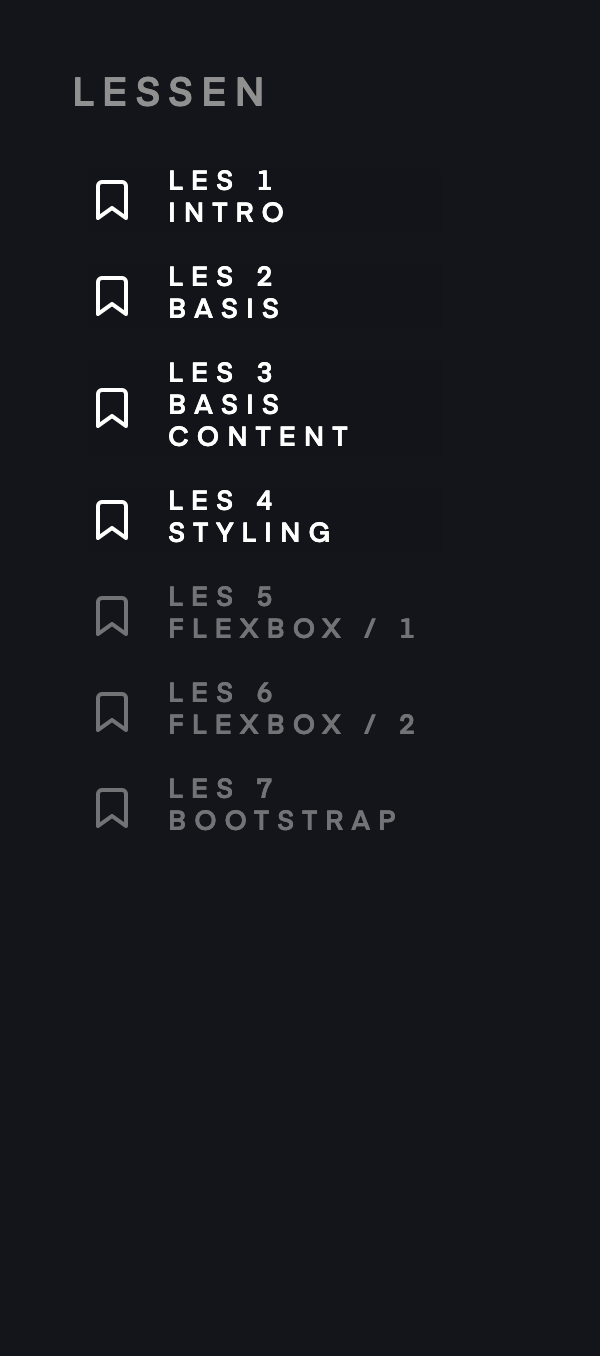 LESSEN
LES 1
INTRO
LES 2
BASIS
LES 3
BASIS
CONTENT
LES 4
STYLING
LES 5
FLEXBOX / 1
LES 6
FLEXBOX / 2
LES 7
BOOTSTRAP